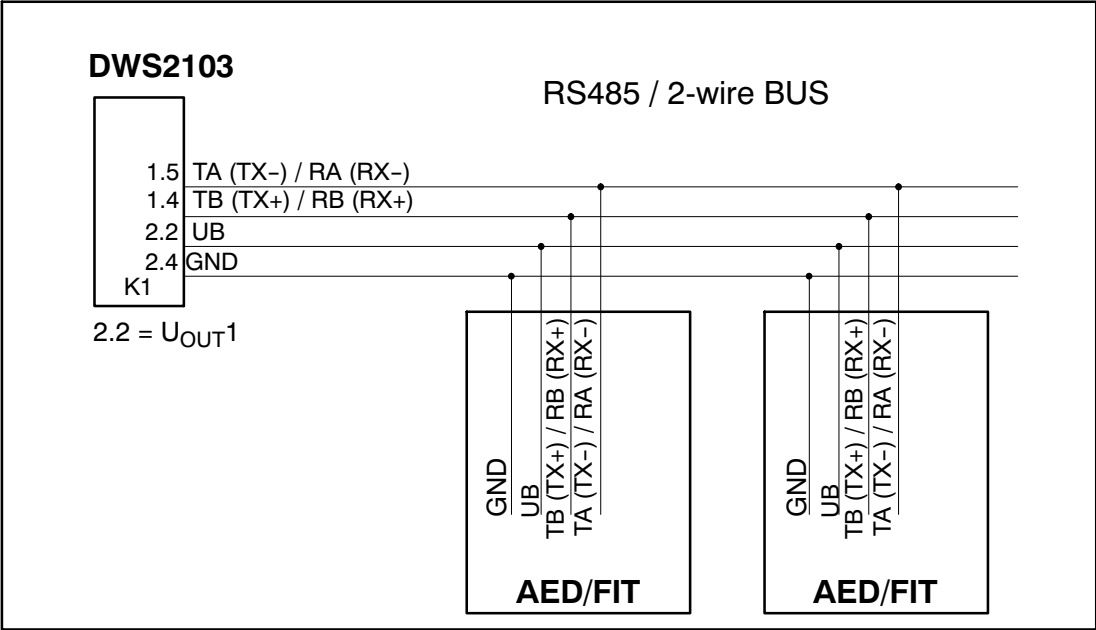 DWS2103
RS485 / 2-wire BUS
1.5 TA (TX−) / RA (RX−)
1.4 TB (TX+) / RB (RX+)
2.2 UB
2.4 GND
K1
2.2 = UOUT1
GND
UB
TB (TX+) / RB (RX+)
TA (TX−) / RA (RX−)
AED/FIT
GND
UB
TB (TX+) / RB (RX+)
TA (TX−) / RA (RX−)
AED/FIT